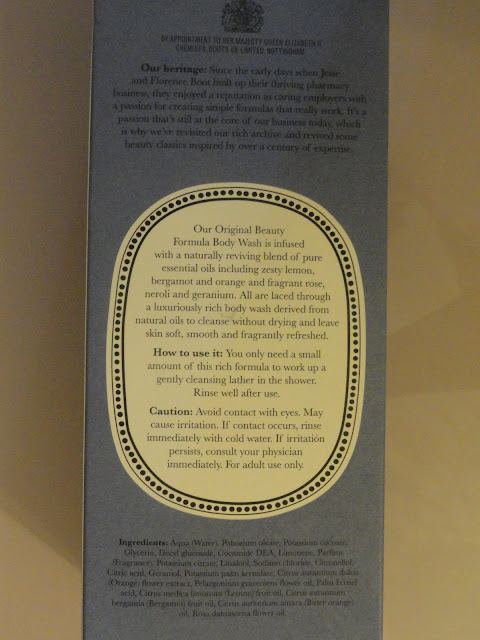 BY APPOINTMENT TO HER MAJESTY QUEEN ELIZABETH II
CHEMISTS, BOOTS UK LIMITED, NOTTINGHAM
Our heritage: Since the early days when Jesse
and Florence Boot built up their thriving pharmacy
business, they enjoyed a reputation as caring employers with
a passion for creating simple formulas that really work. It's a
passion that's still at the core of our business today, which
is why we've revisited our rich archive and revived some
beauty classics inspired by over a century of expertise.
Our Original Beauty
Formula Body Wash is infused
with a naturally reviving blend of pure
essential oils including zesty lemon,
bergamot and orange and fragrant rose,
neroli and geranium. All are laced through
a luxuriously rich body wash derived from
natural oils to cleanse without drying and leave
skin soft, smooth and fragrantly refreshed.
How to use it: You only need a small
amount of this rich formula to work up a
gently cleansing lather in the shower.
Rinse well after use.
Caution: Avoid contact with eyes. May
cause irritation. If contact occurs, rinse
immediately with cold water. If irritation
persists, consult your physician
immediately. For adult use only.
Ingredients: Aqua (Water), Potassium oleate, Potassium cocoate,
Glycerin, Decyl glucoside, Cocamide DEA, Limonene, Parfum
(Fragrance), Potassium citrate, Linalool, Sodium chloride, Citronellol,
Citric acid, Geraniol, Potassium palm kernelate, Citrus aurantium dulcis
(Orange) flower extract, Pelargonium graveolens flower oil, Palm kernel
acid, Citrus medica limonum (Lemon) fruit oil, Citrus aurantium
bergamia (Bergamot) fruit oil, Citrus aurantium amara (Bitter orange)
oil, Rosa damascena flower oil.